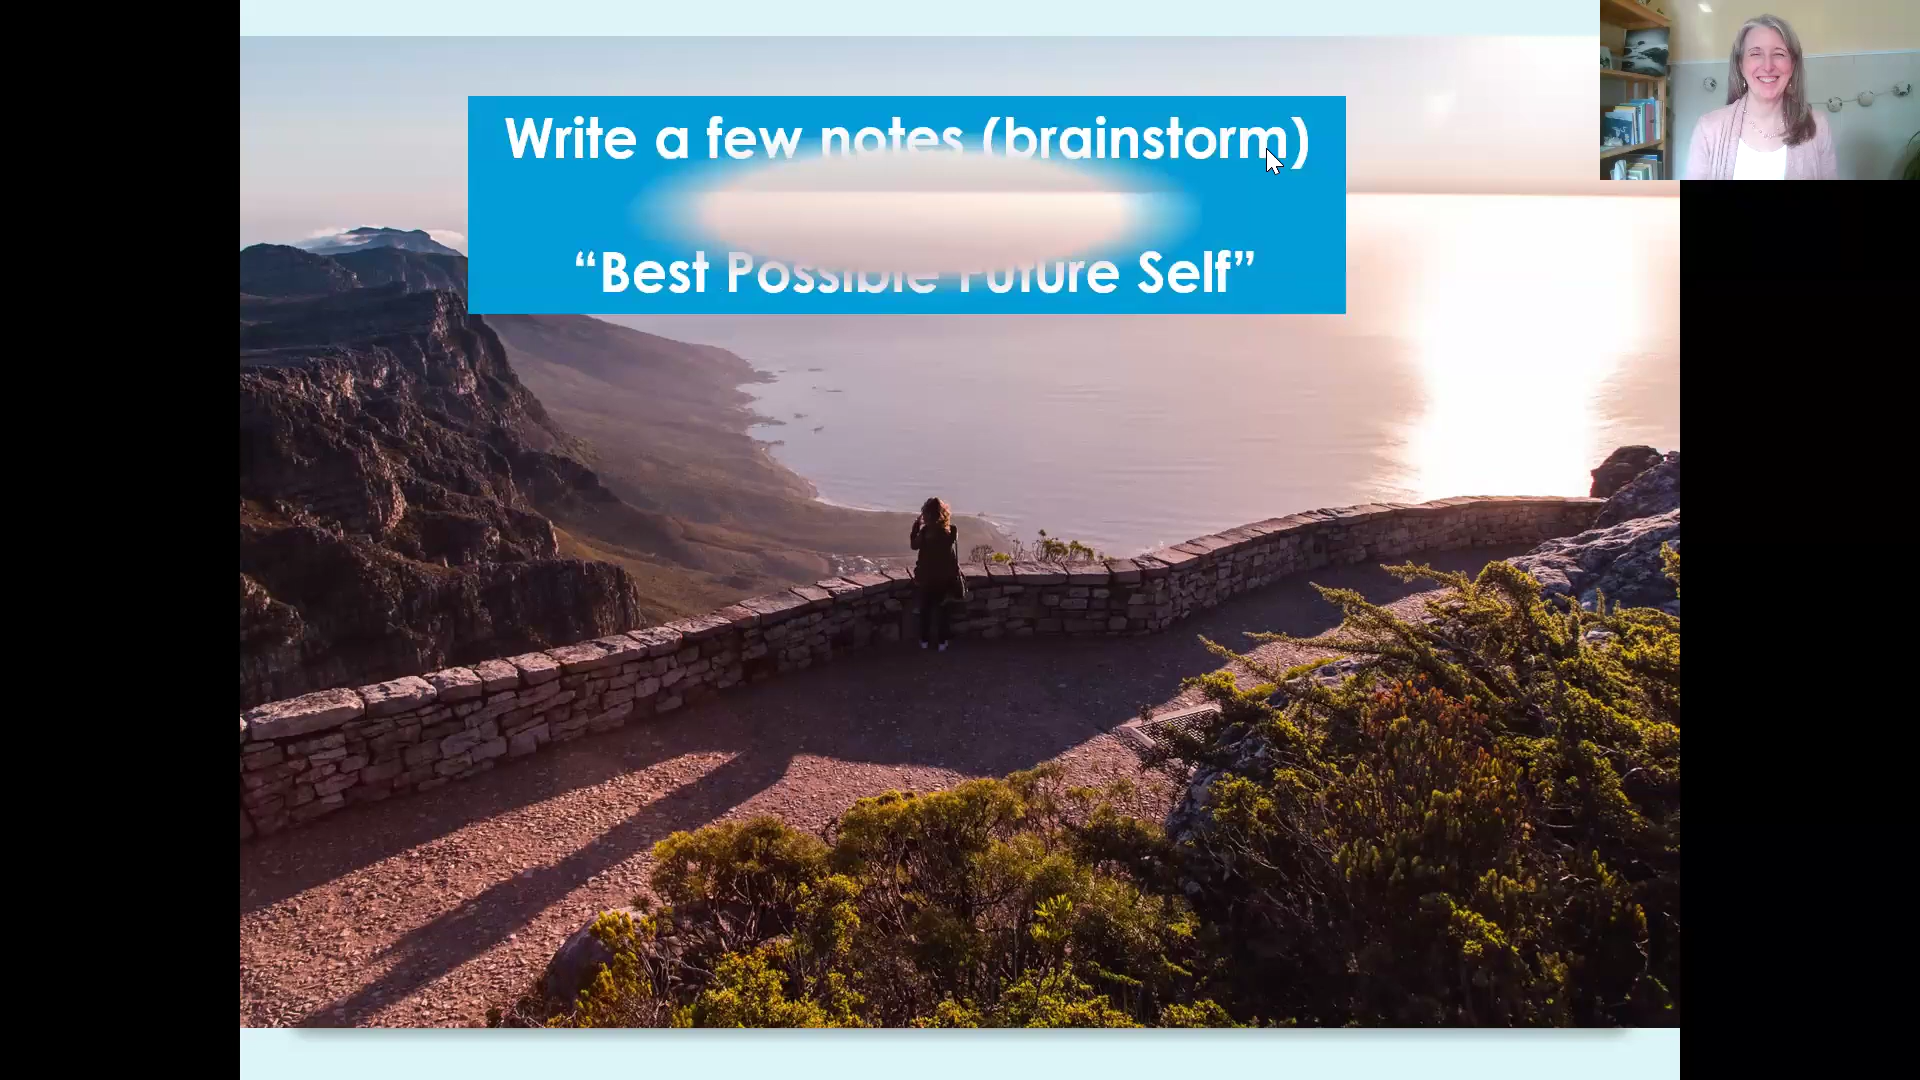 Write a few notes (brainstorm)
“Best Possible Future Self”